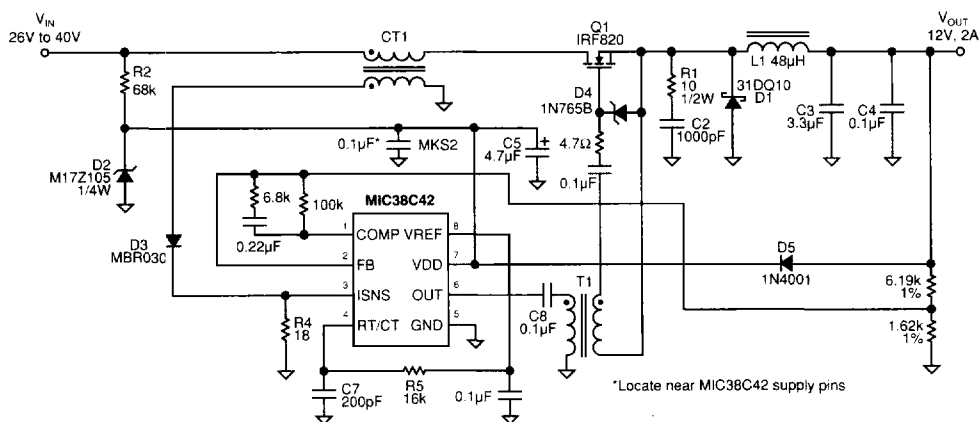 VIN
26V to 40V
CT1
Q1
IRF820
VOUT
12V, 2A
R2
68k
L1 48µH
R1
10
1/2W
31DQ10
D1
D4
1N765B
C2
1000pF
C3
3.3µF
C4
0.1µF
0.1µF*
MKS2
C5
4.7µF
+
4.7Ω
0.1µF
D2
M17Z105
1/4W
6.8k
100k
MIC38C42
0.22µF
D3
MBR030
1
COMP
VREF
8
2
FB
VDD
7
3
ISNS
OUT
6
4
RT/CT
GND
5
D5
1N4001
T1
6.19k
1%
C8
0.1µF
R4
18
1.62k
1%
C7
200pF
R5
16k
0.1µF
*Locate near MIC38C42 supply pins